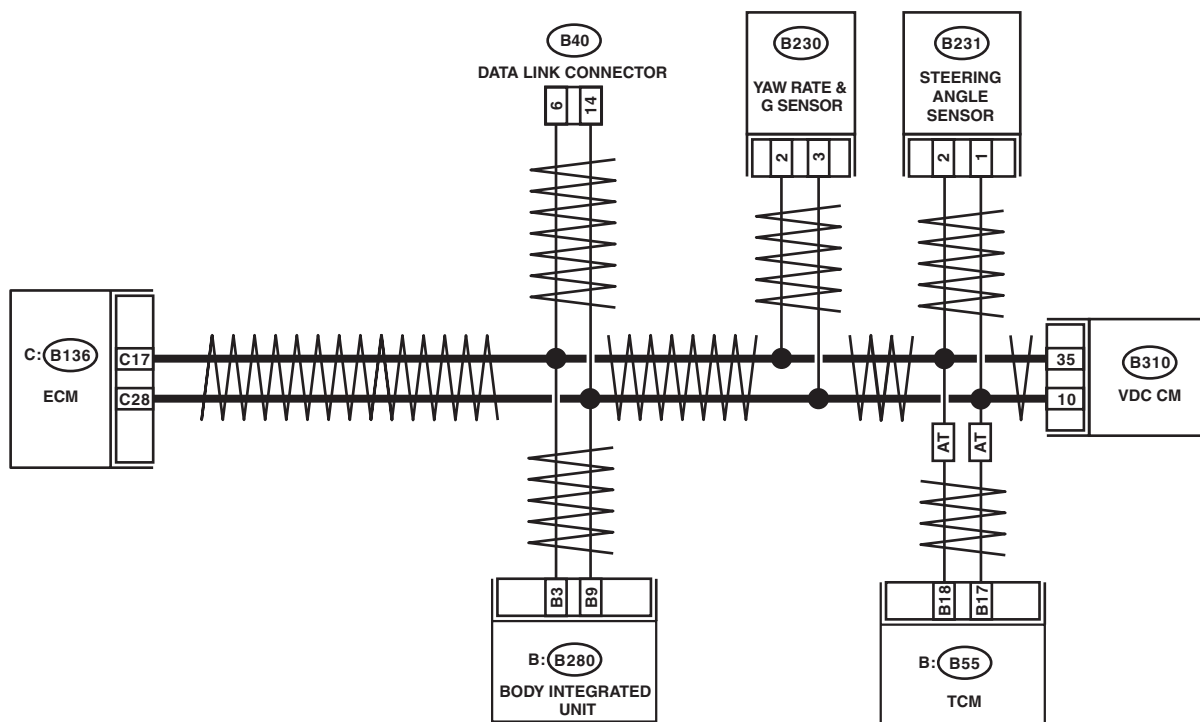 B40
DATA LINK CONNECTOR
6
14
B230
YAW RATE &
G SENSOR
2
3
B231
STEERING
ANGLE
SENSOR
2
1
C: B136
ECM
C17
C28
35
10
B310
VDC CM
AT
AT
B3
B9
B: B280
BODY INTEGRATED
UNIT
B18
B17
B: B55
TCM